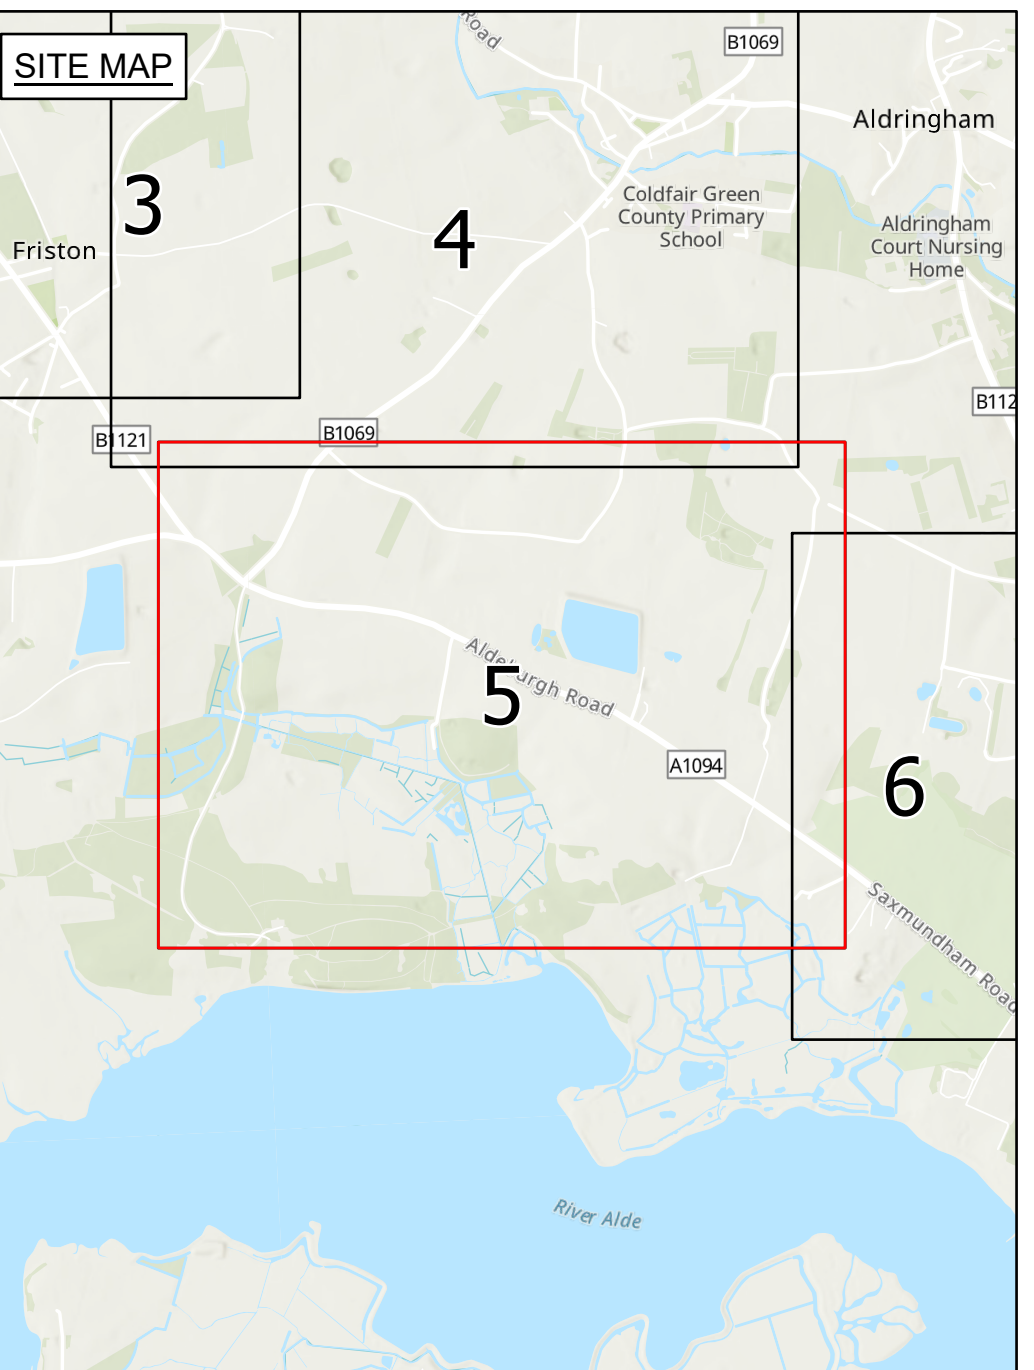 Road
B1069
SITE MAP
Aldringham
3
4
Coldfair Green
County Primary
School
Friston
Aldringham
Court Nursing
Home
B112
B1121
B1069
Aldeburgh Road
5
A1094
6
Saxmundham Road
River Alde